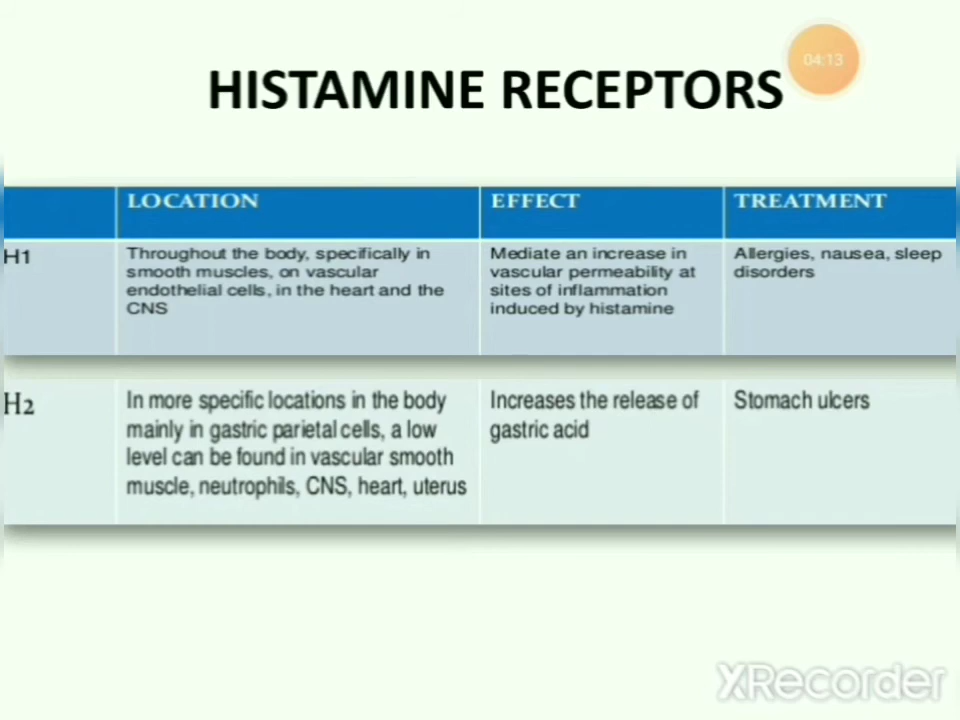 04:13
HISTAMINE RECEPTORS
LOCATION EFFECT TREATMENT
H1
Throughout the body, specifically in
smooth muscles, on vascular
endothelial cells, in the heart and the
CNS
Mediate an increase in
vascular permeability at
sites of inflammation
induced by histamine
Allergies, nausea, sleep
disorders
H2
In more specific locations in the body
mainly in gastric parietal cells, a low
level can be found in vascular smooth
muscle, neutrophils, CNS, heart, uterus
Increases the release of
gastric acid
Stomach ulcers
XRecorder